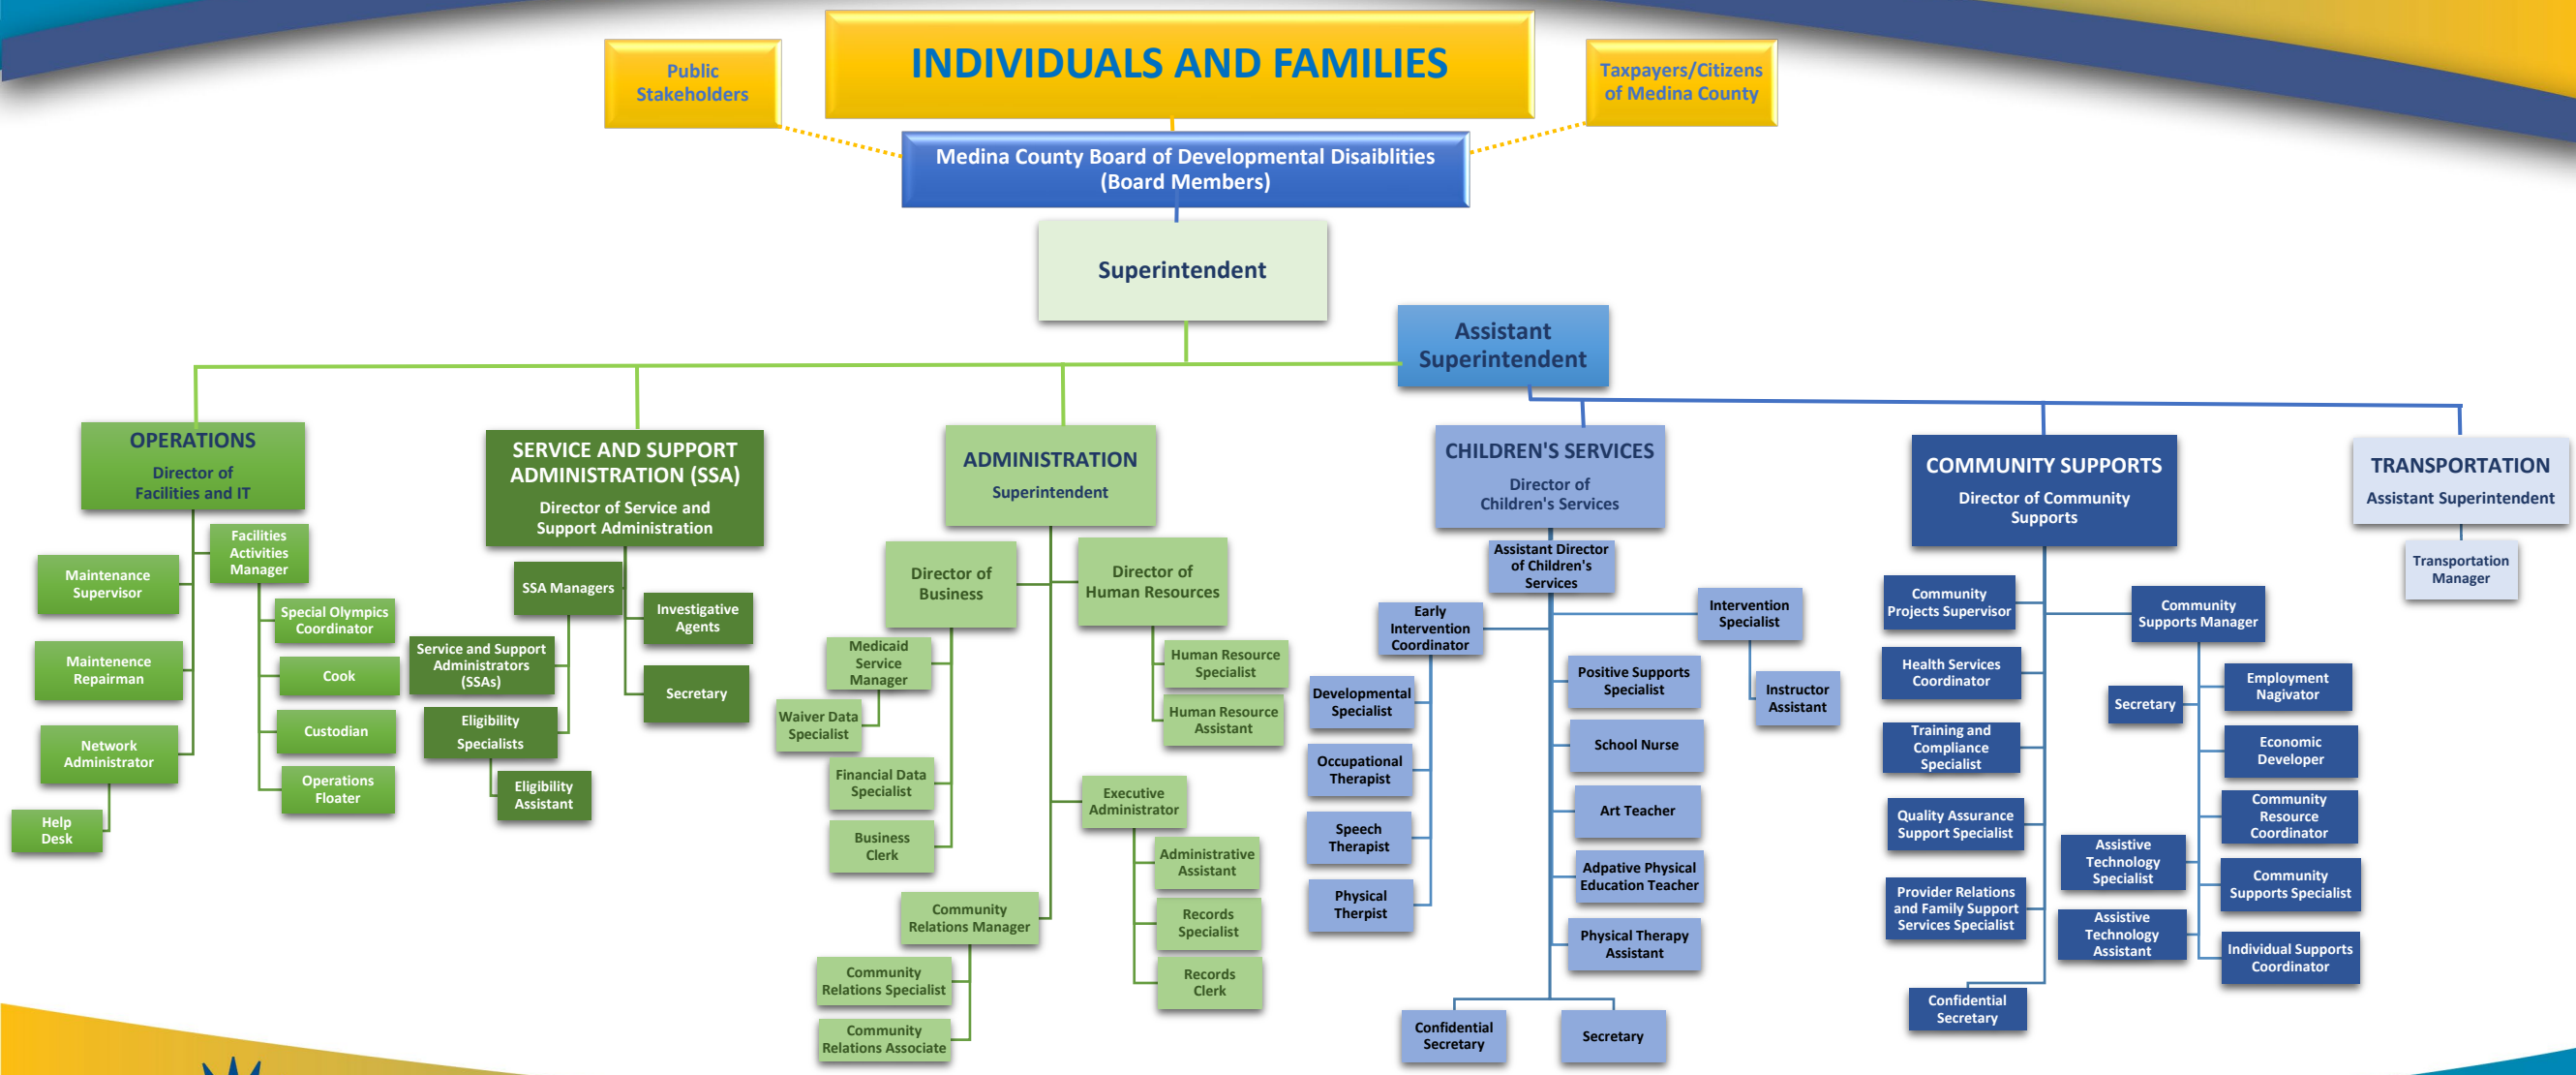 INDIVIDUALS AND FAMILIES
Public
Stakeholders
Taxpayers/Citizens
of Medina County
Medina County Board of Developmental Disaiblities
(Board Members)
Superintendent
Assistant
Superintendent
OPERATIONS
Director of
Facilities and IT
Facilities
Activities
Manager
Maintenance
Supervisor
Special Olympics
Coordinator
Maintenence
Repairman
Cook
Network
Administrator
Custodian
Operations
Floater
Help
Desk
SERVICE AND SUPPORT
ADMINISTRATION (SSA)
Director of Service and
Support Administration
SSA Managers
Investigative
Agents
Service and Support
Administrators
(SSAs)
Secretary
Eligibility
Specialists
Eligibility
Assistant
ADMINISTRATION
Superintendent
Director of
Business
Director of
Human Resources
Medicaid
Service
Manager
Human Resource
Specialist
Waiver Data
Specialist
Human Resource
Assistant
Financial Data
Specialist
Executive
Administrator
Business
Clerk
Administrative
Assistant
Community
Relations Manager
Records
Specialist
Community
Relations Specialist
Records
Clerk
Community
Relations Associate
CHILDREN'S SERVICES
Director of
Children's Services
Assistant Director
of Children's
Services
Early
Intervention
Coordinator
Intervention
Specialist
Developmental
Specialist
Positive Supports
Specialist
Instructor
Assistant
Occupational
Therapist
School Nurse
Speech
Therapist
Art Teacher
Physical
Therpist
Adpative Physical
Education Teacher
Physical Therapy
Assistant
Confidential
Secretary
Secretary
COMMUNITY SUPPORTS
Director of Community
Supports
Community
Projects Supervisor
Community
Supports Manager
Health Services
Coordinator
Employment
Nagivator
Secretary
Training and
Compliance
Specialist
Economic
Developer
Quality Assurance
Support Specialist
Community
Resource
Coordinator
Assistive
Technology
Specialist
Community
Supports Specialist
Provider Relations
and Family Support
Services Specialist
Assistive
Technology
Assistant
Individual Supports
Coordinator
Confidential
Secretary
TRANSPORTATION
Assistant Superintendent
Transportation
Manager